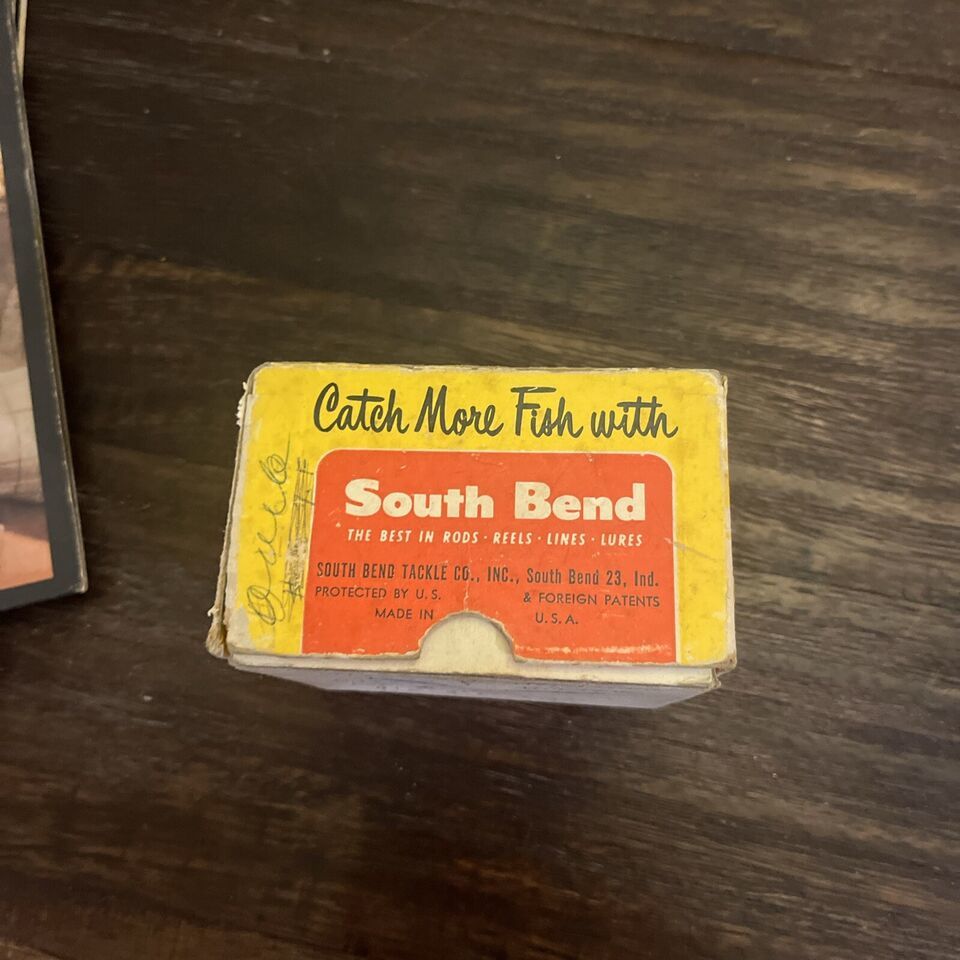 Catch More Fish with
South Bend
THE BEST IN RODS · REELS · LINES · LURES
SOUTH BEND TACKLE CO., INC., South Bend 23, Ind.
PROTECTED BY U.S. & FOREIGN PATENTS
MADE IN U.S.A.